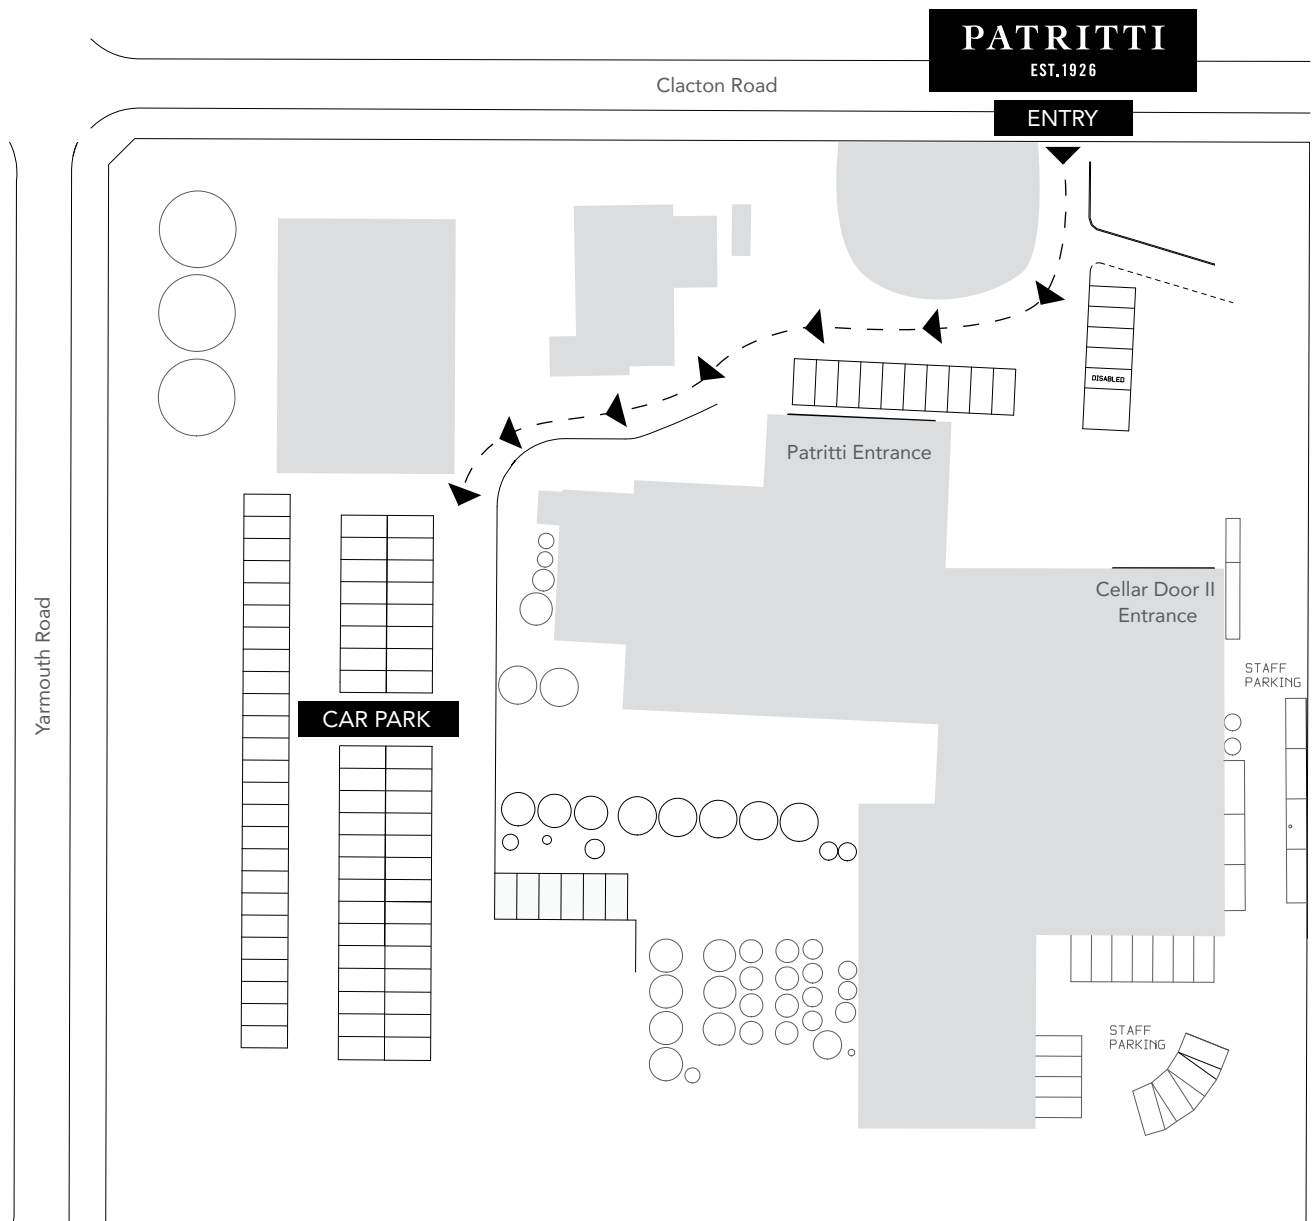 PATRITTI
EST.1926
Clacton Road
ENTRY
DISABLED
Patritti Entrance
Cellar Door II
Entrance
Yarmouth Road
STAFF
PARKING
CAR PARK
STAFF
PARKING